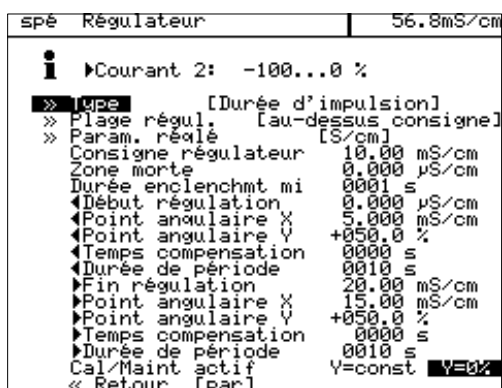 spé Régulateur 56.8mS/cm
i ▶Courant 2: -100...0 %
» Type [Durée d'impulsion]
» Plage régul. [au-dessus consigne]
» Param. réglé [S/cm]
Consigne régulateur 10.00 mS/cm
Zone morte 0.000 µS/cm
Durée enclenchmt mi 0001 s
◀Début régulation 0.000 µS/cm
◀Point angulaire X 5.000 mS/cm
◀Point angulaire Y +050.0 %
◀Temps compensation 0000 s
◀Durée de période 0010 s
▶Fin régulation 20.00 mS/cm
▶Point angulaire X 15.00 mS/cm
▶Point angulaire Y +050.0 %
▶Temps compensation 0000 s
▶Durée de période 0010 s
Cal/Maint actif Y=const Y=0%
« Retour [par]